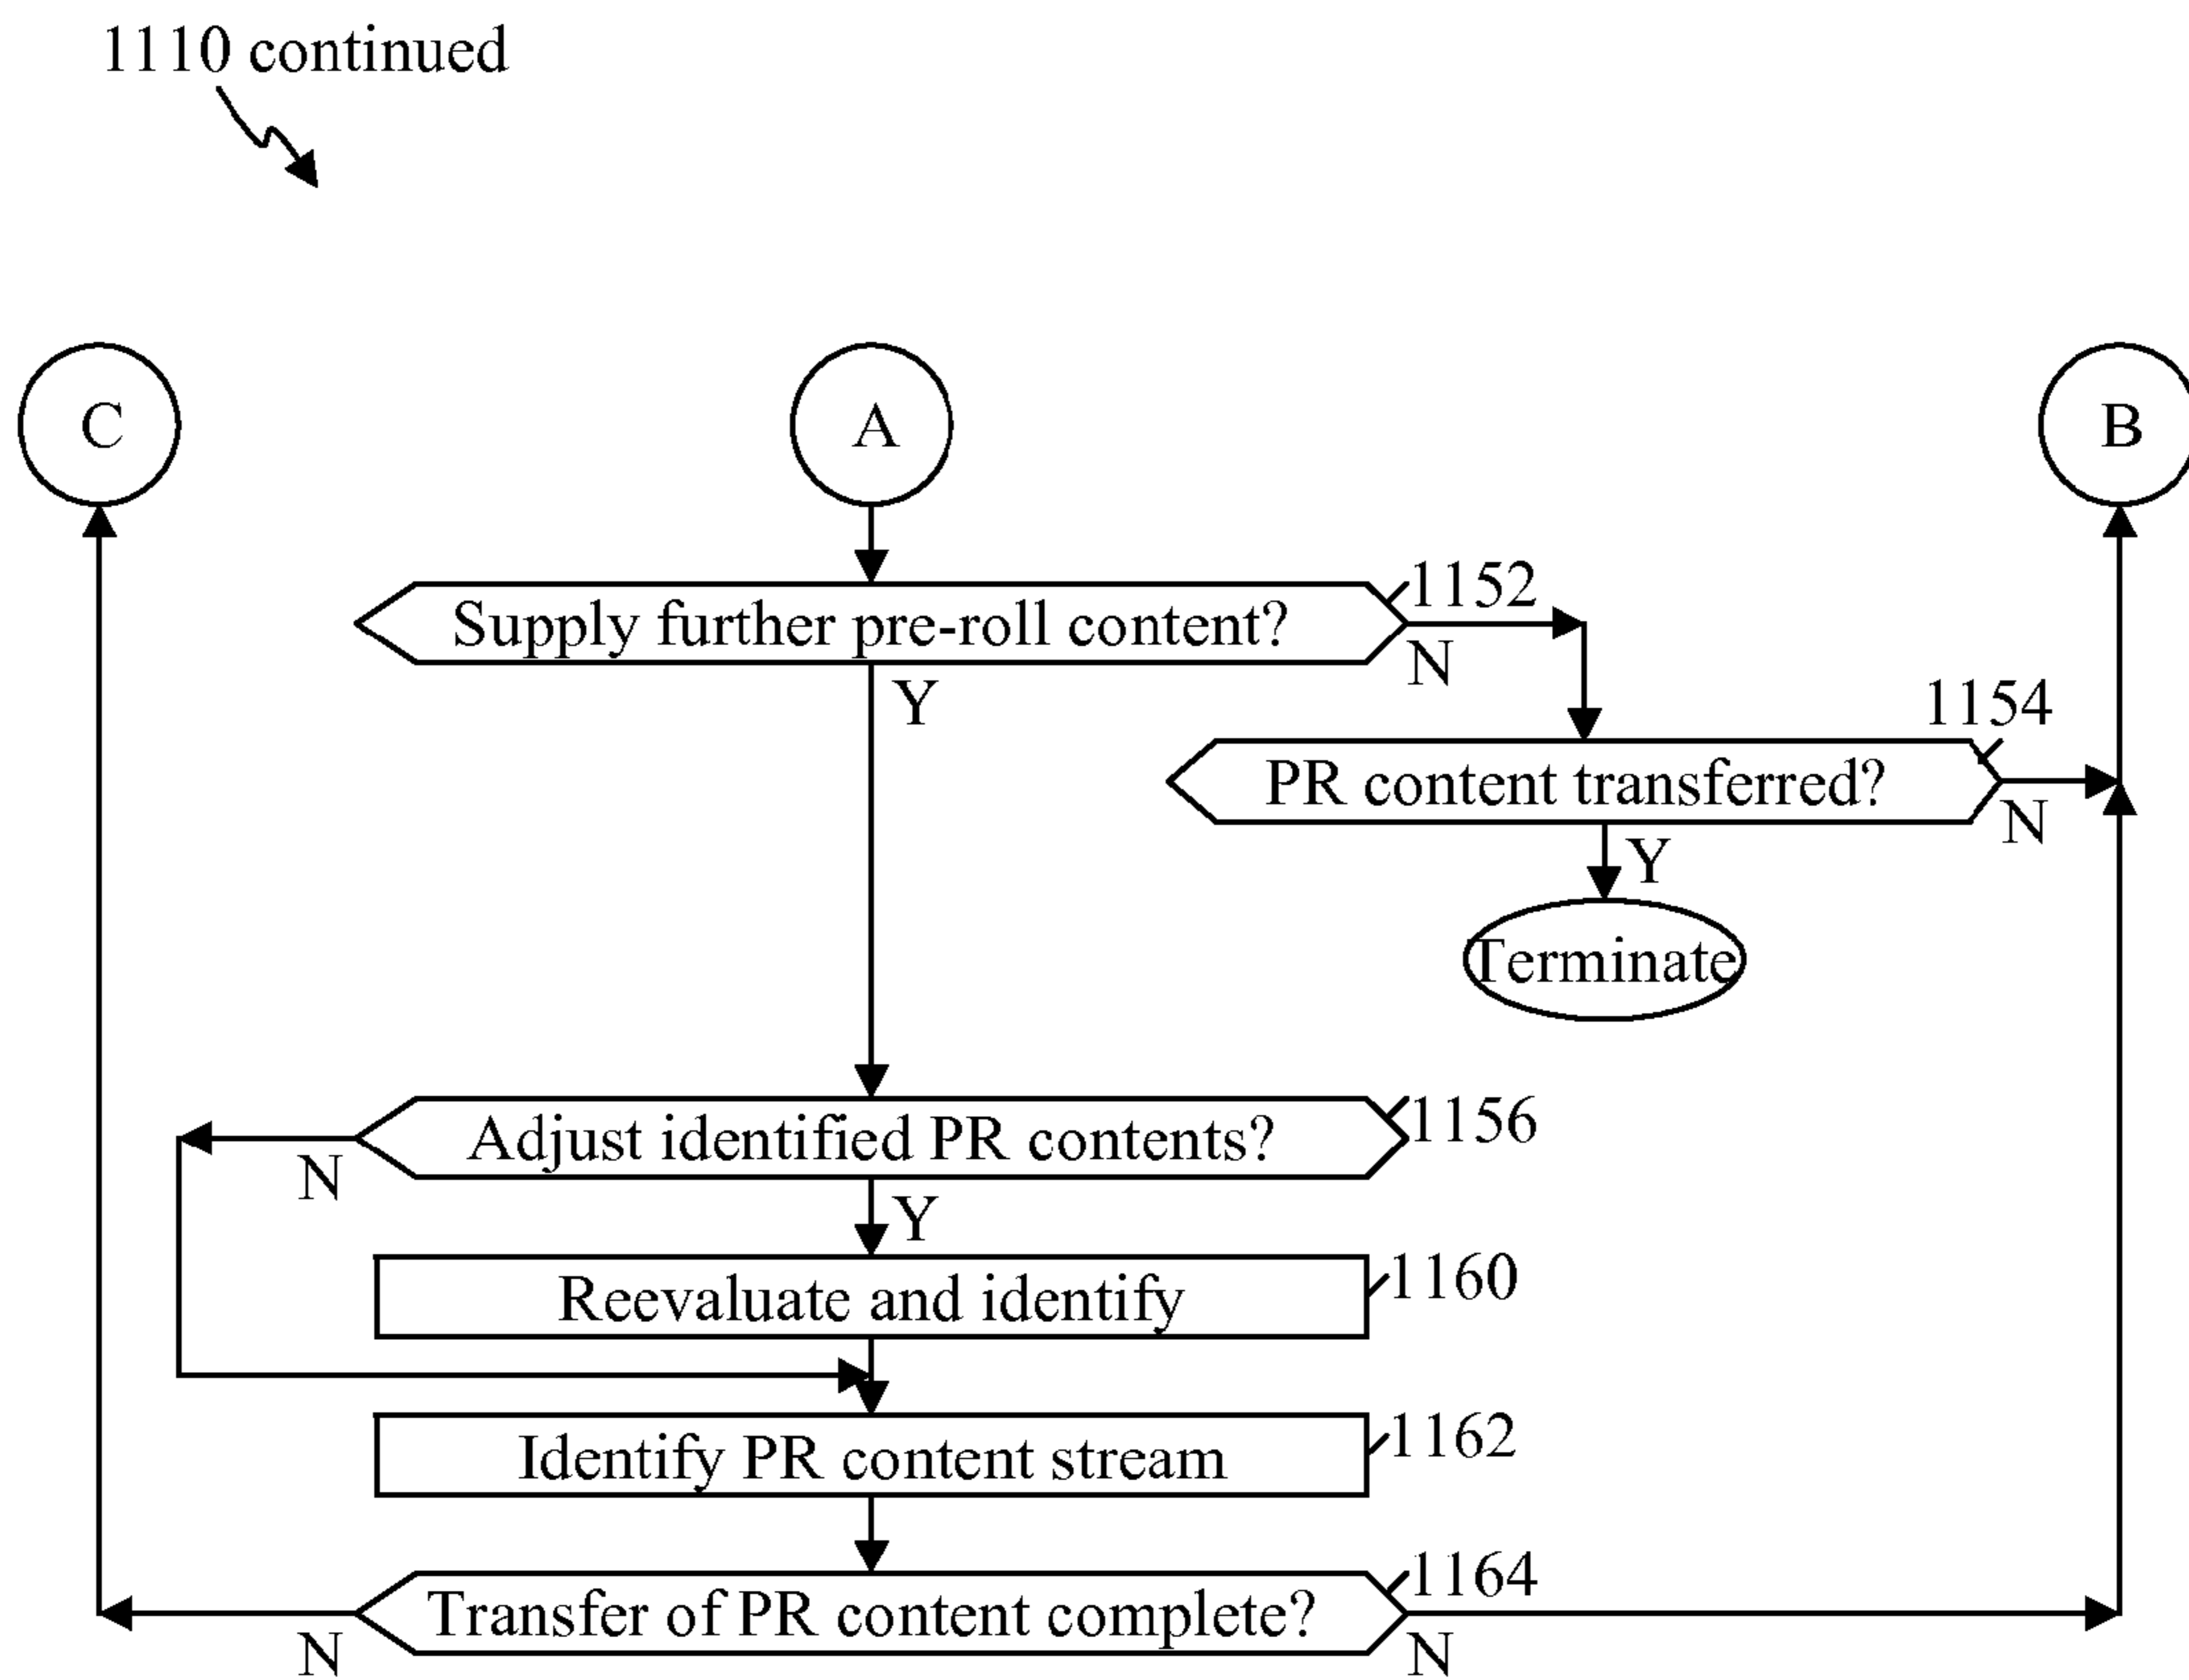 1110 continued
C
A
B
Supply further pre-roll content?
1152
N
Y
1154
PR content transferred?
N
Y
Terminate
Adjust identified PR contents?
1156
N
Y
Reevaluate and identify
1160
Identify PR content stream
1162
Transfer of PR content complete?
1164
N
N